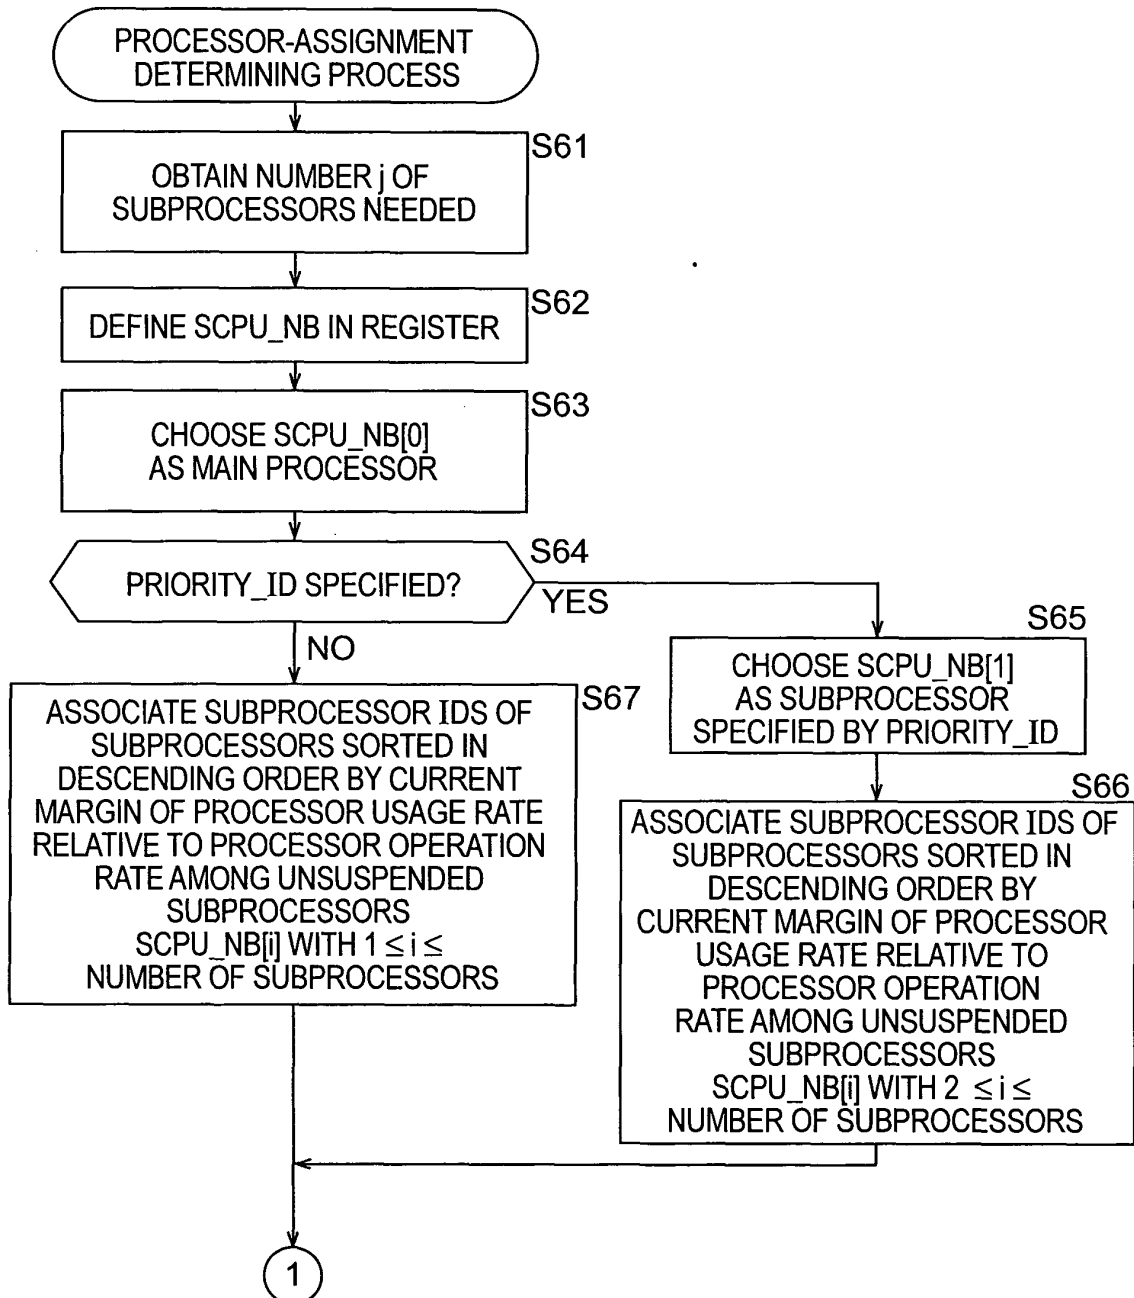 PROCESSOR-ASSIGNMENT
DETERMINING PROCESS
S61
OBTAIN NUMBER j OF
SUBPROCESSORS NEEDED
S62
DEFINE SCPU_NB IN REGISTER
S63
CHOOSE SCPU_NB[0]
AS MAIN PROCESSOR
S64
PRIORITY_ID SPECIFIED?
YES
NO
S65
CHOOSE SCPU_NB[1]
AS SUBPROCESSOR
SPECIFIED BY PRIORITY_ID
S67
ASSOCIATE SUBPROCESSOR IDS OF
SUBPROCESSORS SORTED IN
DESCENDING ORDER BY CURRENT
MARGIN OF PROCESSOR USAGE RATE
RELATIVE TO PROCESSOR OPERATION
RATE AMONG UNSUSPENDED
SUBPROCESSORS
SCPU_NB[i] WITH 1 ≤ i ≤
NUMBER OF SUBPROCESSORS
S66
ASSOCIATE SUBPROCESSOR IDS OF
SUBPROCESSORS SORTED IN
DESCENDING ORDER BY
CURRENT MARGIN OF PROCESSOR
USAGE RATE RELATIVE TO
PROCESSOR OPERATION
RATE AMONG UNSUSPENDED
SUBPROCESSORS
SCPU_NB[i] WITH 2 ≤ i ≤
NUMBER OF SUBPROCESSORS
1